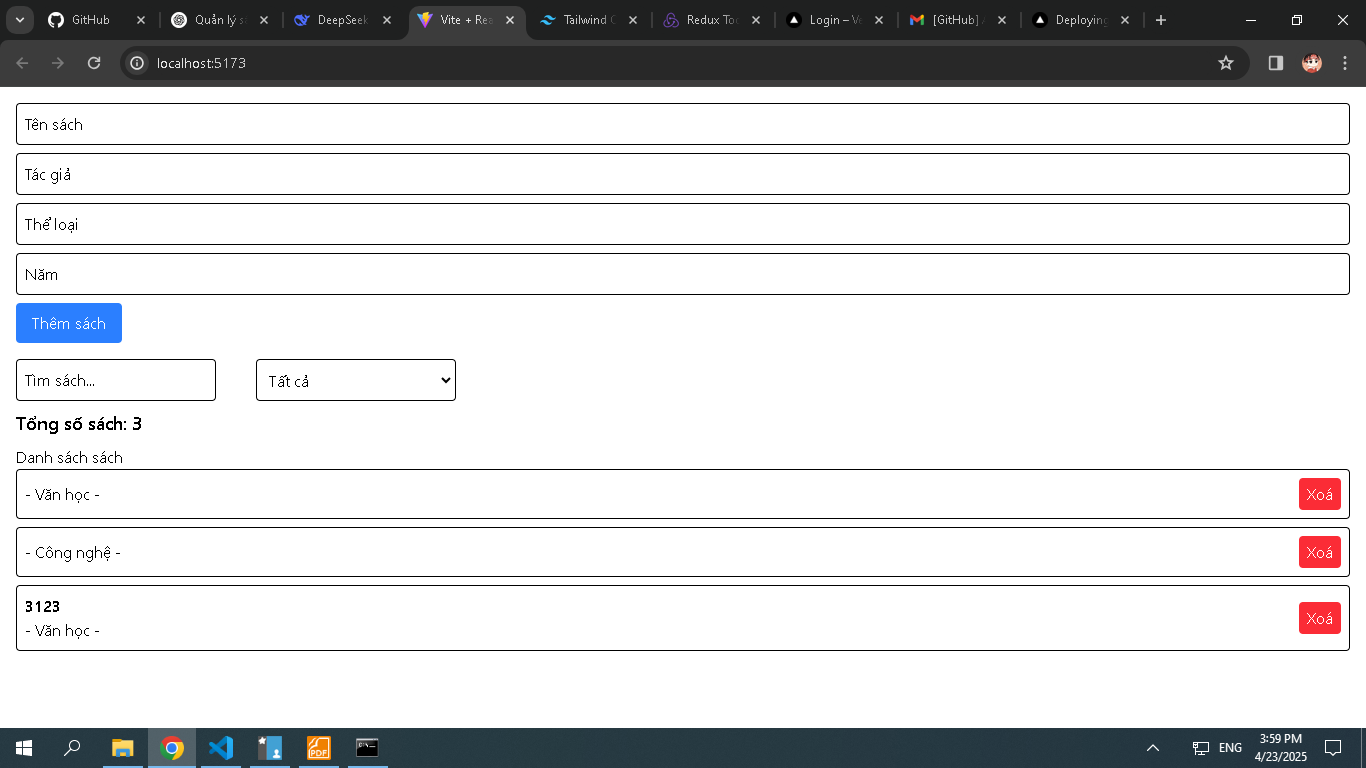 GitHub
Quản lý s
DeepSeek
Vite + Rea
Tailwind C
Redux Too
Login – Ve
[GitHub]
Deploying
localhost:5173
Tên sách
Tác giả
Thể loại
Năm
Thêm sách
Tìm sách...
Tất cả
Tổng số sách: 3
Danh sách sách
- Văn học -
Xoá
- Công nghệ -
Xoá
3123
- Văn học -
Xoá
ENG
3:59 PM
4/23/2025